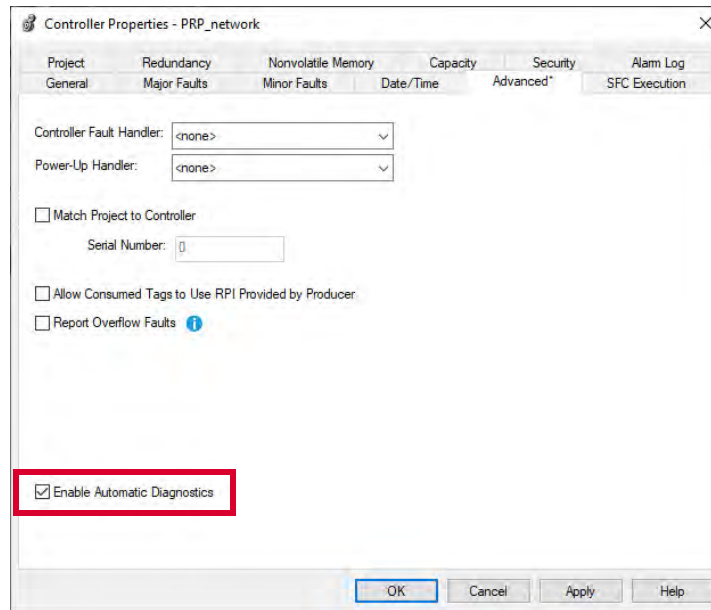 Controller Properties - PRP_network
Project Redundancy Nonvolatile Memory Capacity Security Alarm Log
General Major Faults Minor Faults Date/Time Advanced* SFC Execution
Controller Fault Handler: <none>
Power-Up Handler: <none>
Match Project to Controller
Serial Number: 0
Allow Consumed Tags to Use RPI Provided by Producer
Report Overflow Faults i
Enable Automatic Diagnostics
OK Cancel Apply Help